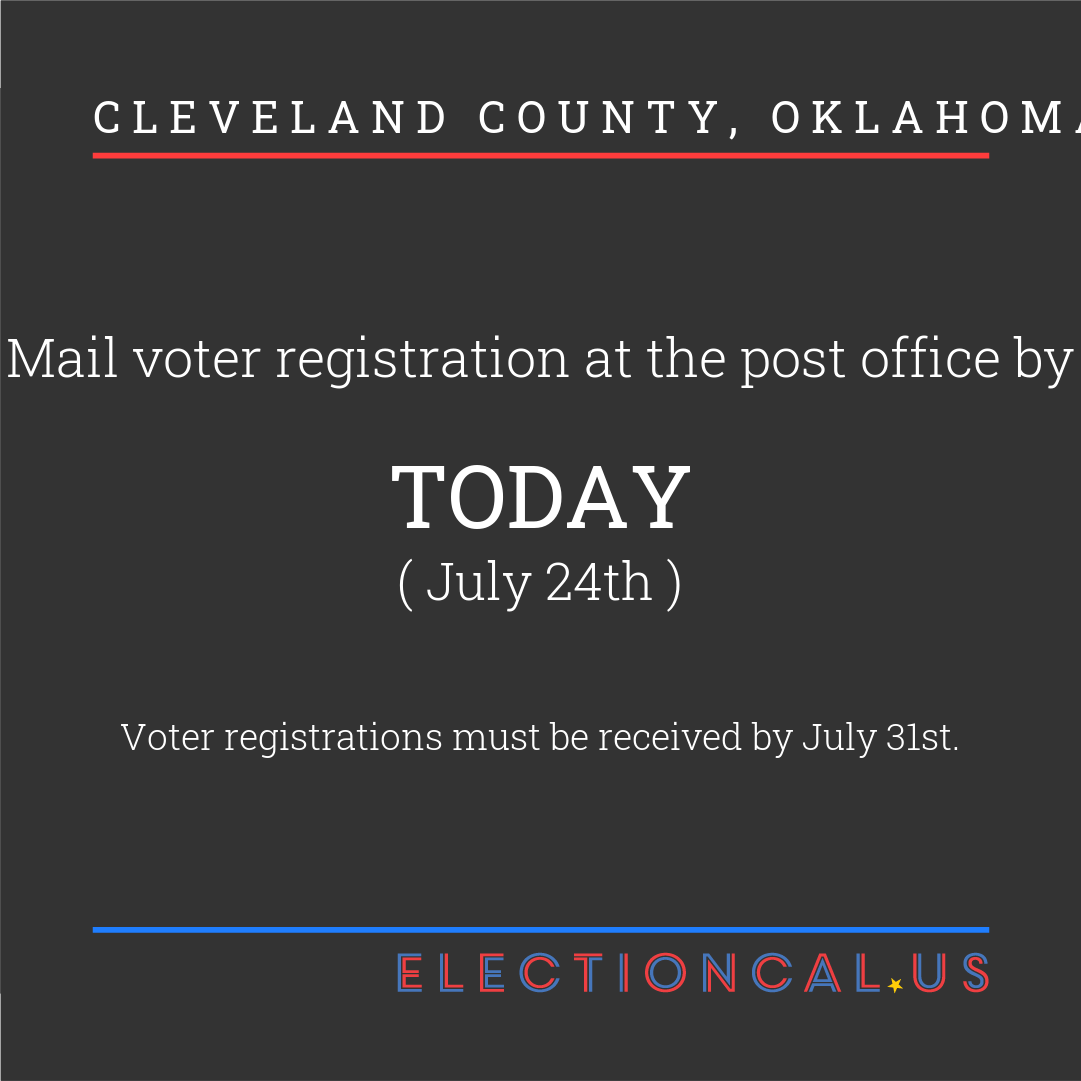 CLEVELAND COUNTY, OKLAHOMA
Mail voter registration at the post office by
TODAY
( July 24th )
Voter registrations must be received by July 31st.
ELECTIONCAL.US